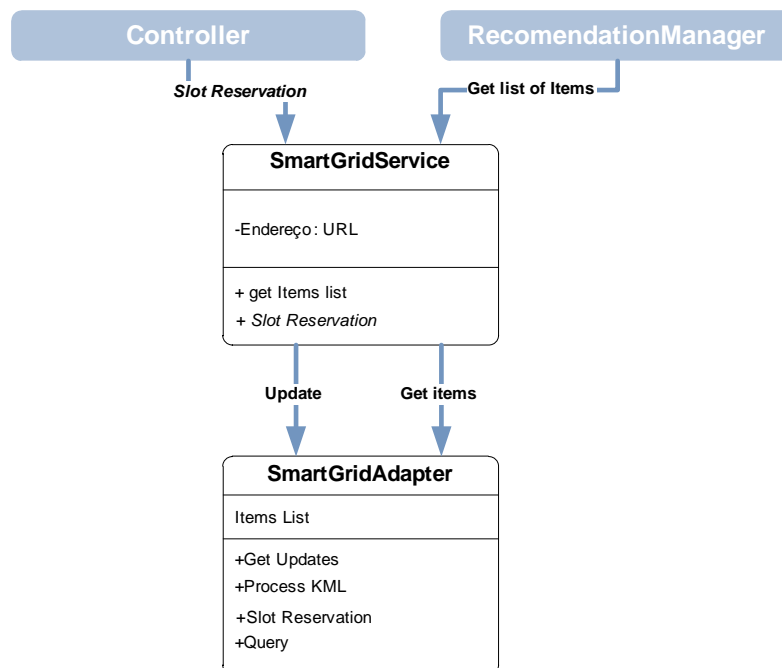 Controller
RecomendationManager
Slot Reservation
Get list of Items
SmartGridService
-Endereço: URL
+ get Items list
+ Slot Reservation
Update
Get items
SmartGridAdapter
Items List
+Get Updates
+Process KML
+Slot Reservation
+Query